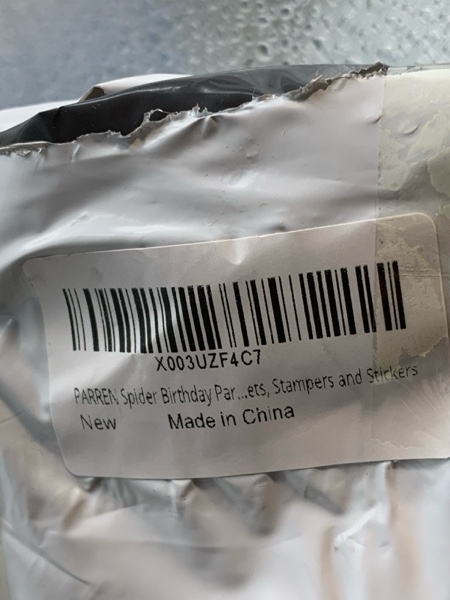 X003UZF4C7
PARREN Spider Birthday Par...ets, Stampers and Stickers
New Made in China